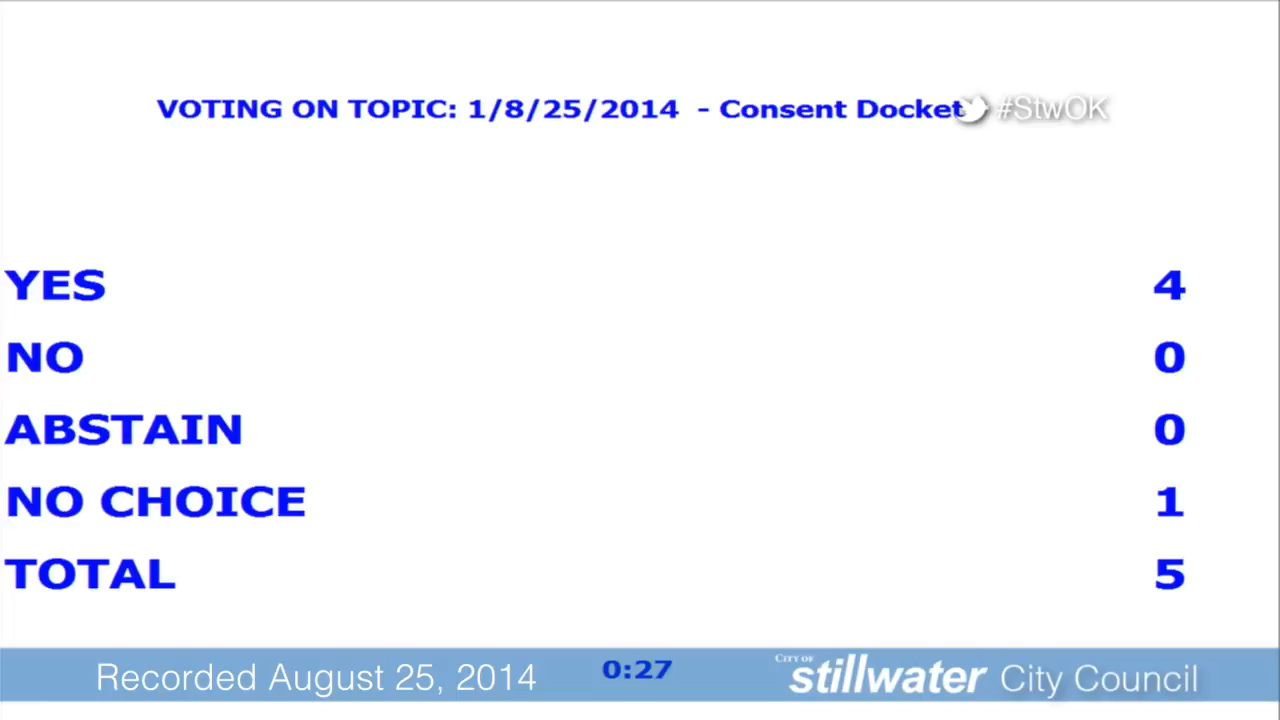 VOTING ON TOPIC: 1/8/25/2014 - Consent Docket #StwOK
YES 4
NO 0
ABSTAIN 0
NO CHOICE 1
TOTAL 5
Recorded August 25, 2014 0:27 CITY OF stillwater City Council